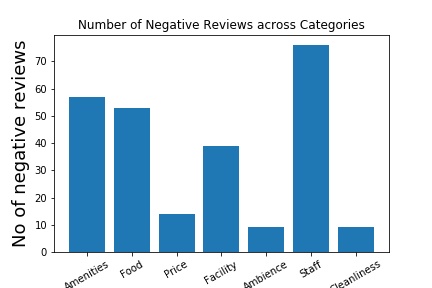 Number of Negative Reviews across Categories
No of negative reviews
70
60
50
40
30
20
10
0
Amenities
Food
Price
Facility
Ambience
Staff
Cleanliness